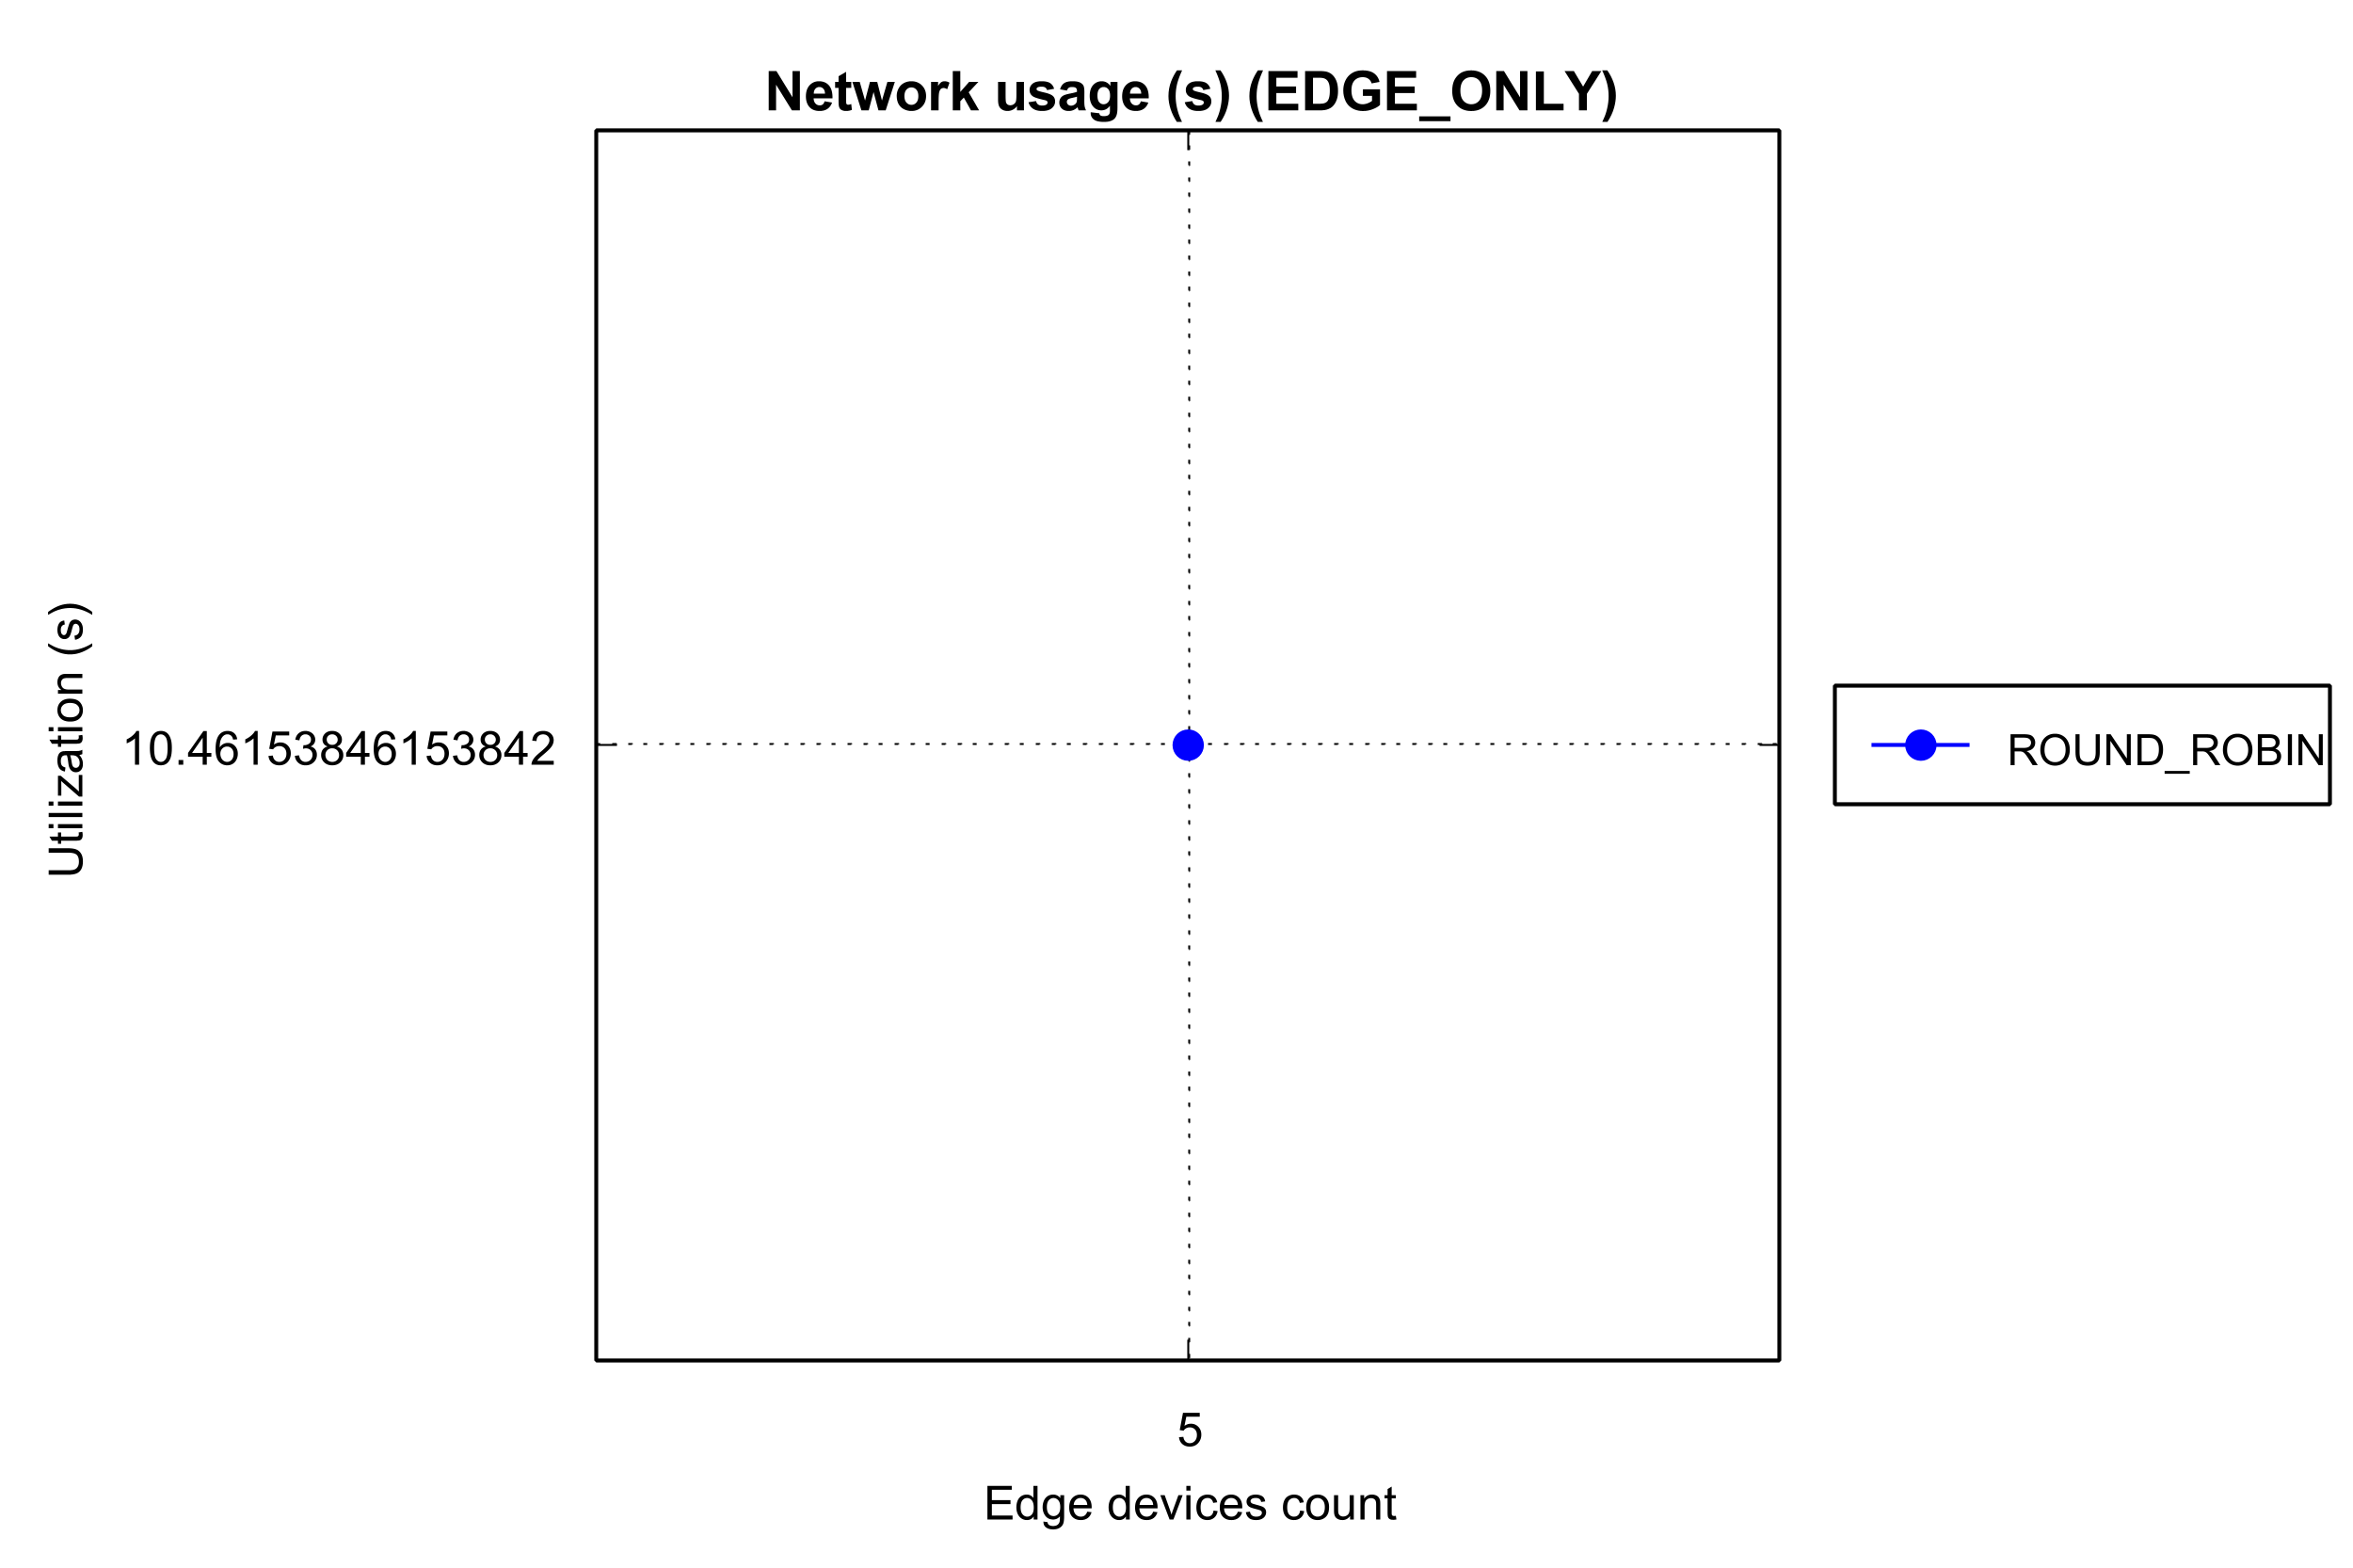 Network usage (s) (EDGE_ONLY)
Utilization (s)
10.46153846153842
ROUND_ROBIN
5
Edge devices count